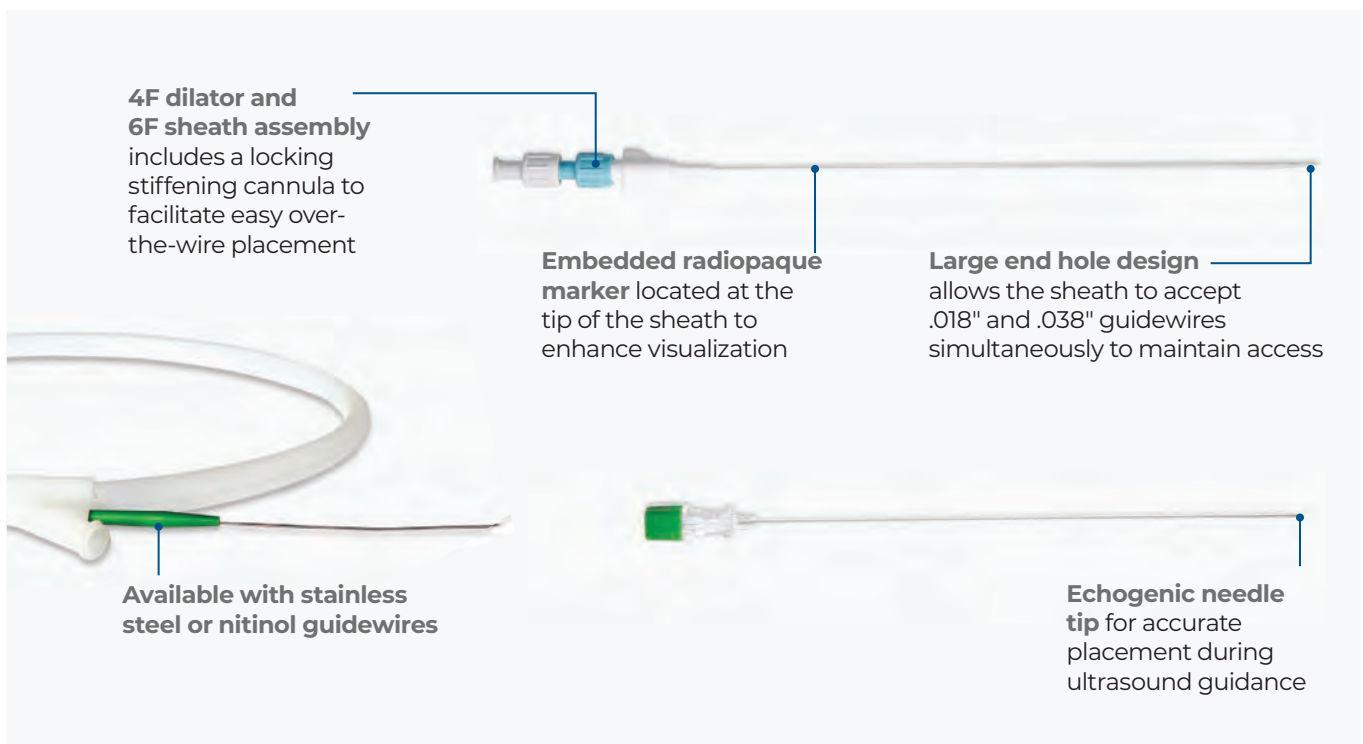 4F dilator and
6F sheath assembly
includes a locking
stiffening cannula to
facilitate easy over-
the-wire placement
Embedded radiopaque
marker located at the
tip of the sheath to
enhance visualization
Large end hole design
allows the sheath to accept
.018" and .038" guidewires
simultaneously to maintain access
Available with stainless
steel or nitinol guidewires
Echogenic needle
tip for accurate
placement during
ultrasound guidance